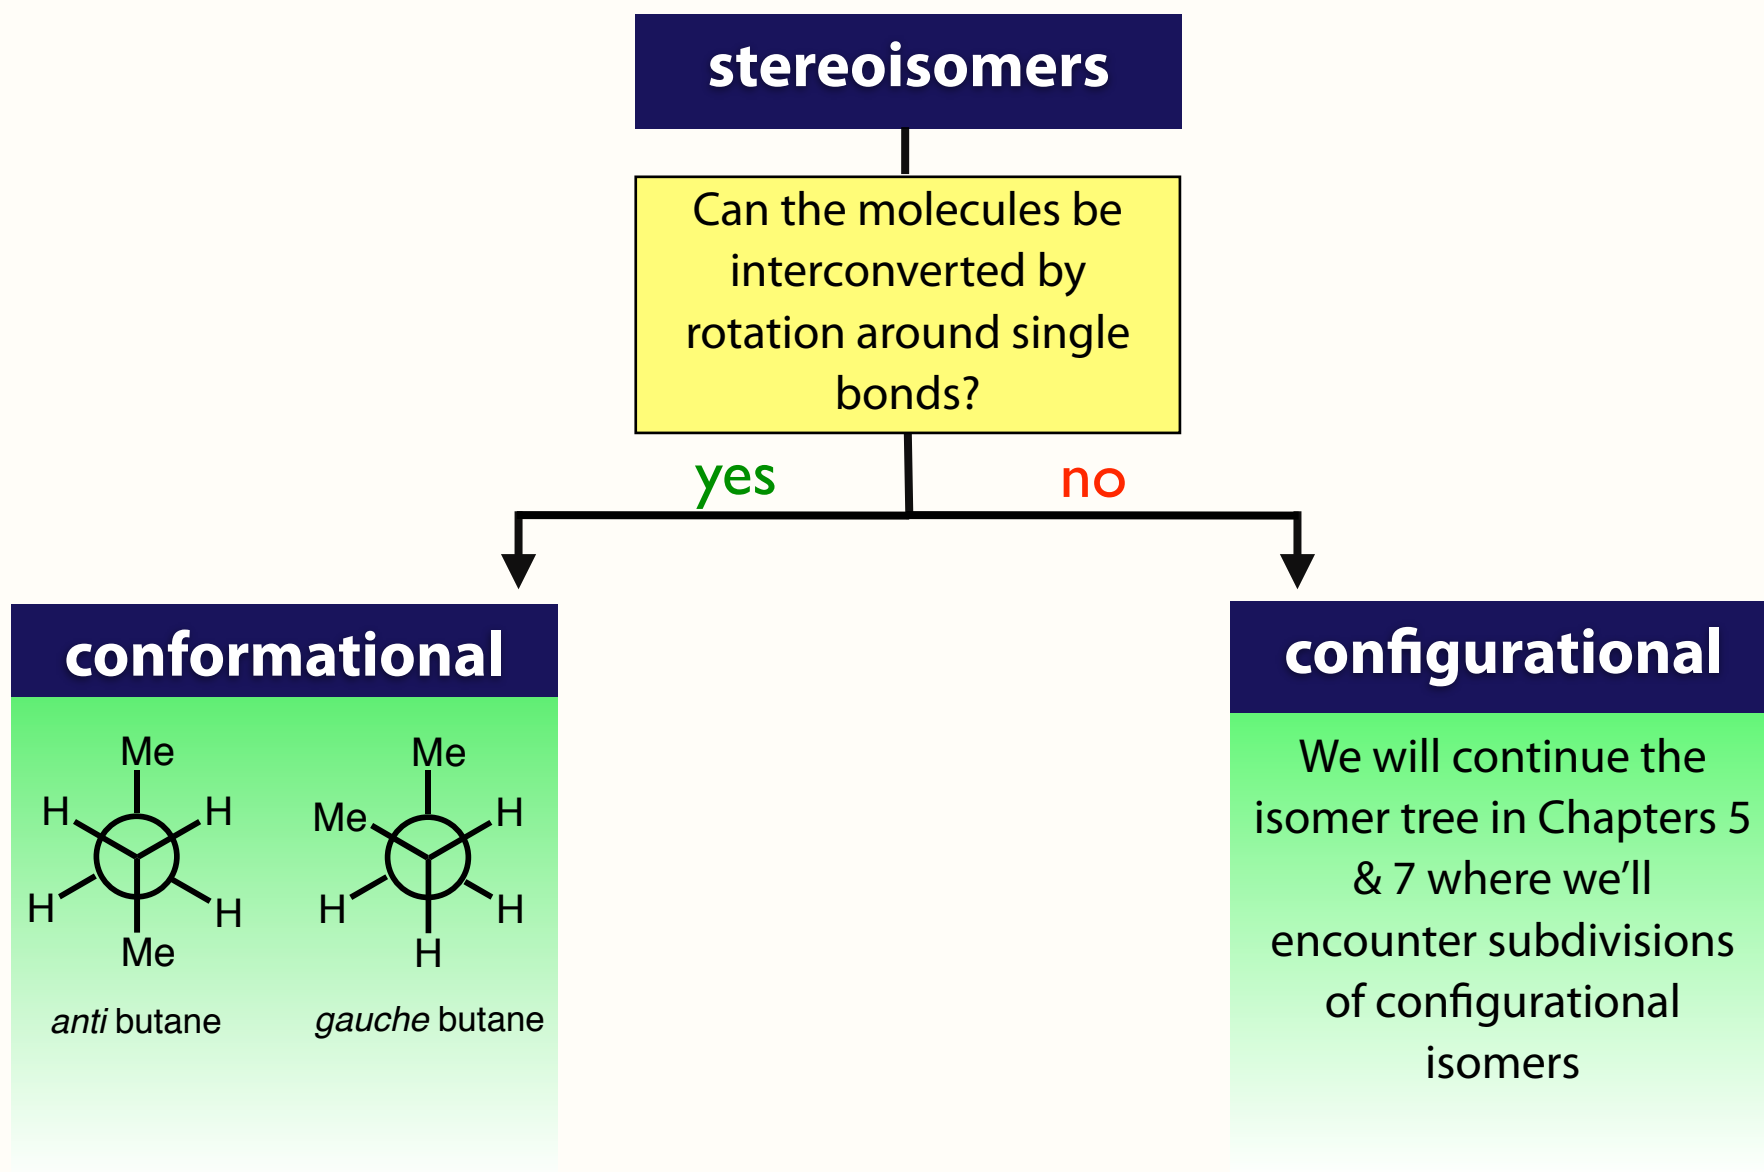 stereoisomers
Can the molecules be
interconverted by
rotation around single
bonds?
yes
no
conformational
Me
H
H
H
H
Me
anti butane
Me
Me
H
H
H
H
gauche butane
configurational
We will continue the
isomer tree in Chapters 5
& 7 where we’ll
encounter subdivisions
of configurational
isomers